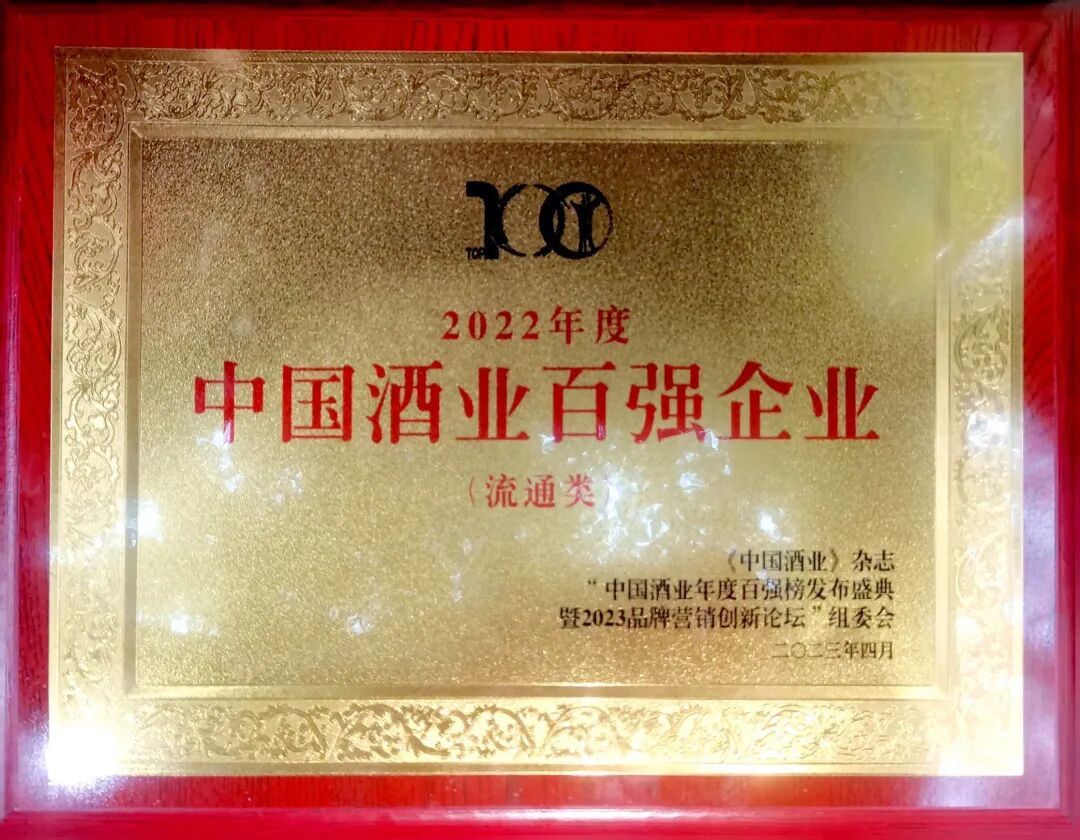 TOP 100
2022年度
中国酒业百强企业
（流通类）
《中国酒业》杂志
"中国酒业年度百强榜发布盛典
暨2023品牌营销创新论坛"组委会
二〇二三年四月